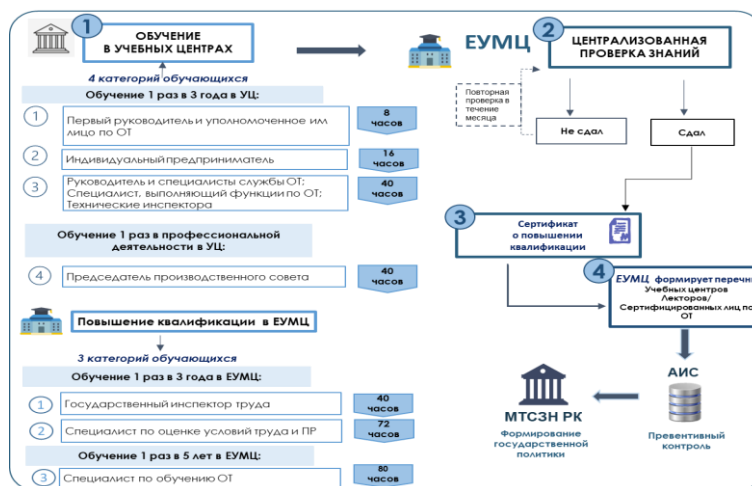 1
ОБУЧЕНИЕ
В УЧЕБНЫХ ЦЕНТРАХ
4 категорий обучающихся
Обучение 1 раз в 3 года в УЦ:
1
Первый руководитель и уполномоченное им
лицо по ОТ
8
часов
2
Индивидуальный предприниматель
16
часов
3
Руководитель и специалисты службы ОТ;
Специалист, выполняющий функции по ОТ;
Технические инспектора
40
часов
Обучение 1 раз в профессиональной
деятельности в УЦ:
4
Председатель производственного совета
40
часов
Повышение квалификации в ЕУМЦ
3 категорий обучающихся
Обучение 1 раз в 3 года в ЕУМЦ:
1
Государственный инспектор труда
40
часов
2
Специалист по оценке условий труда и ПР
72
часов
Обучение 1 раз в 5 лет в ЕУМЦ:
3
Специалист по обучению ОТ
80
часов
ЕУМЦ
2
ЦЕНТРАЛИЗОВАННАЯ
ПРОВЕРКА ЗНАНИЙ
Повторная
проверка в
течение
месяца
Не сдал
Сдал
3
Сертификат
о повышении
квалификации
4
ЕУМЦ формирует перечн
Учебных центров
Лекторов/
Сертифицированных лиц по
ОТ
АИС
Превентивный
контроль
МТСЗН РК
Формирование
государственной
политики